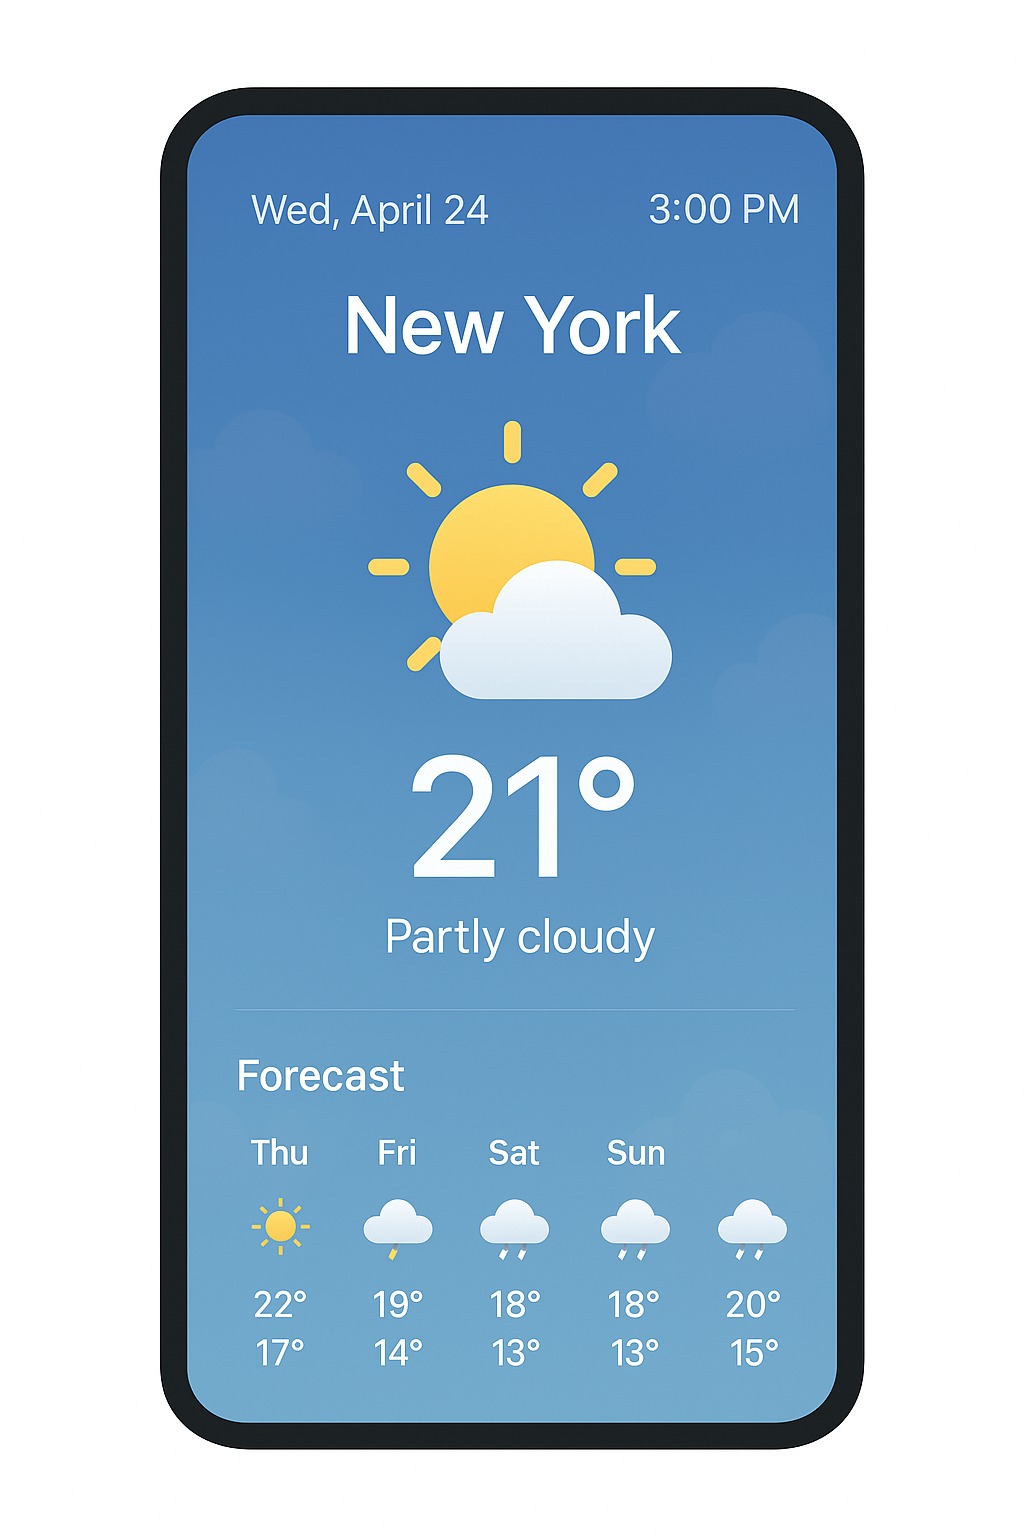 Wed, April 24 3:00 PM
New York
21°
Partly cloudy
Forecast
Thu Fri Sat Sun
22° 19° 18° 18° 20°
17° 14° 13° 13° 15°